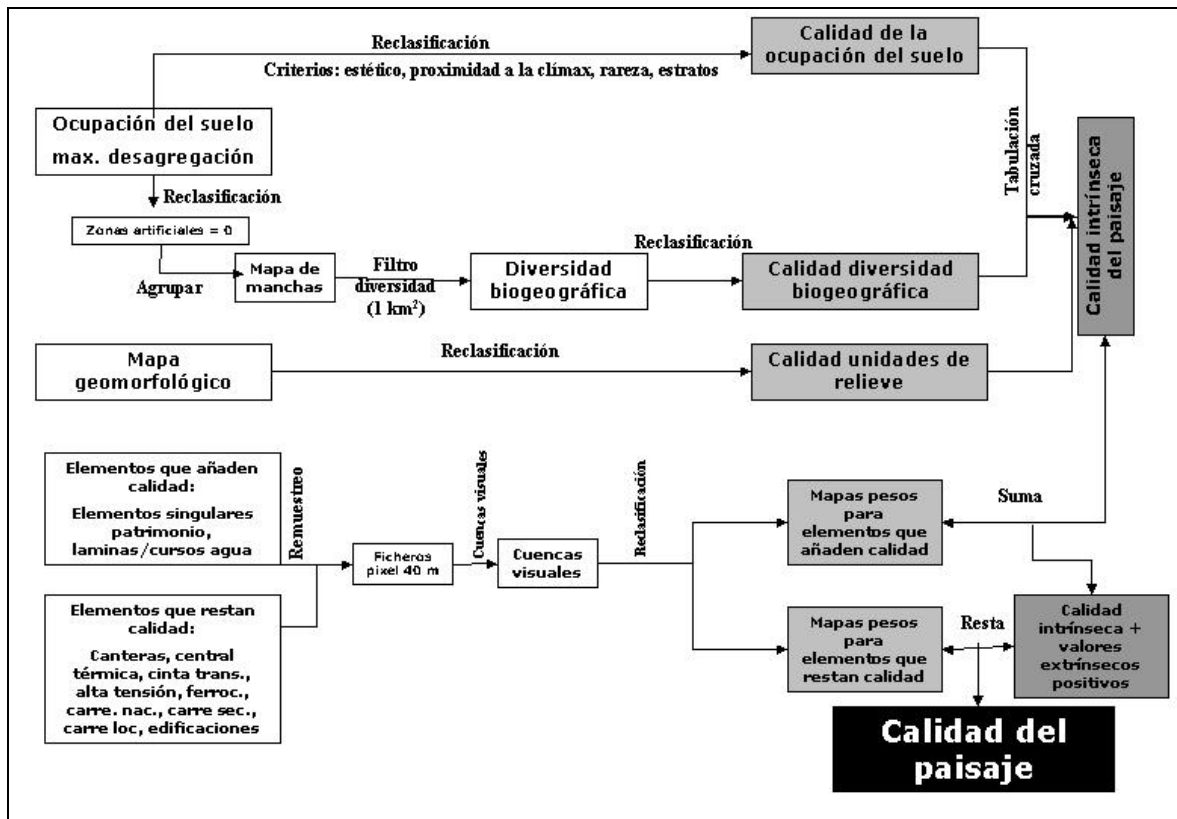 Reclasificación
Criterios: estético, proximidad a la clímax, rareza, estratos
Calidad de la
ocupación del suelo
Ocupación del suelo
max. desagregación
Reclasificación
Tabulación
cruzada
Calidad intrínseca
del paisaje
Zonas artificiales = 0
Agrupar
Mapa de
manchas
Filtro
diversidad
(1 km²)
Diversidad
biogeográfica
Reclasificación
Calidad diversidad
biogeográfica
Mapa
geomorfológico
Reclasificación
Calidad unidades de
relieve
Elementos que añaden
calidad:
Elementos singulares
patrimonio,
laminas/cursos agua
Remuestreo
Elementos que restan
calidad:
Canteras, central
térmica, cinta trans.,
alta tensión, ferroc.,
carre. nac., carre sec.,
carre loc, edificaciones
Ficheros
pixel 40 m
Cuencas visuales
Cuencas
visuales
Reclasificación
Mapas pesos
para
elementos que
añaden calidad
Suma
Mapas pesos
para
elementos que
restan calidad
Resta
Calidad
intrínseca +
valores
extrínsecos
positivos
Calidad del
paisaje